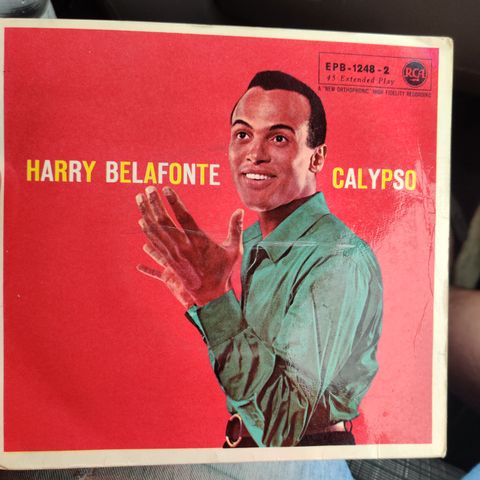 EPB-1248-2
45 Extended Play
RCA
A "NEW ORTHOPHONIC" HIGH FIDELITY RECORDING
HARRY BELAFONTE CALYPSO